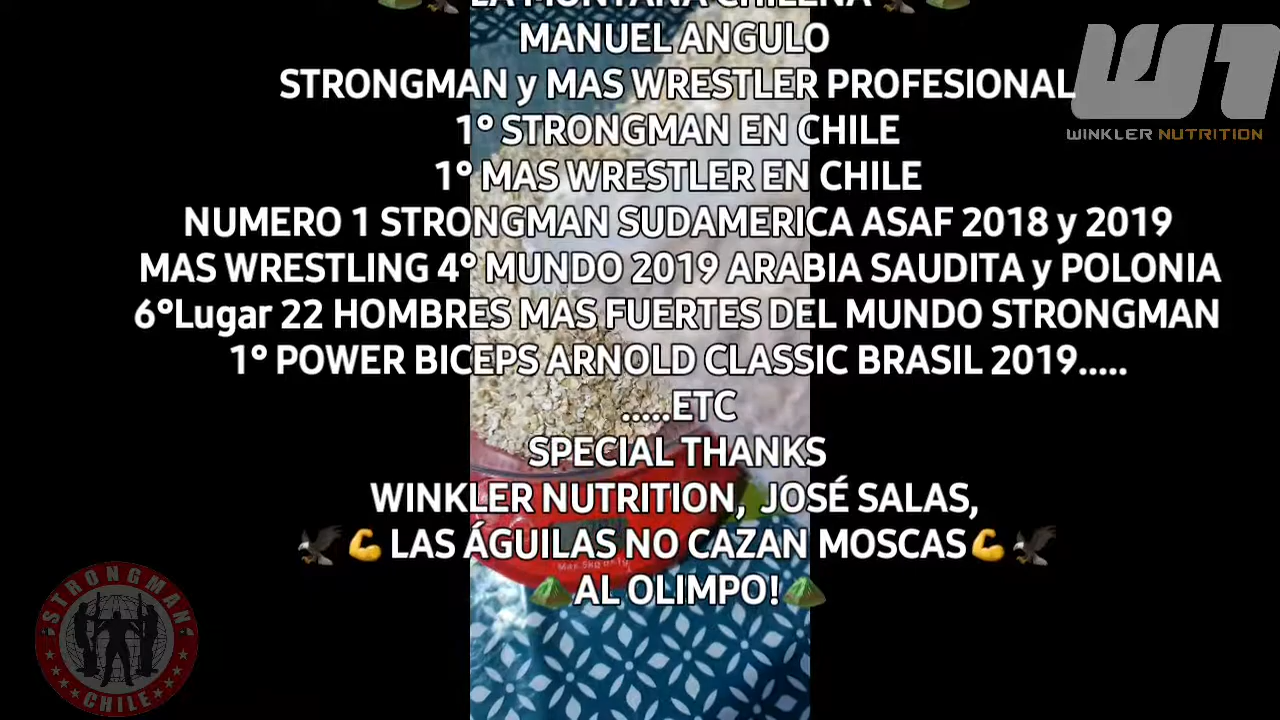 LA MONTAÑA CHILENA
MANUEL ANGULO
STRONGMAN y MAS WRESTLER PROFESIONAL
1° STRONGMAN EN CHILE
1° MAS WRESTLER EN CHILE
NUMERO 1 STRONGMAN SUDAMERICA ASAF 2018 y 2019
MAS WRESTLING 4° MUNDO 2019 ARABIA SAUDITA y POLONIA
6°Lugar 22 HOMBRES MAS FUERTES DEL MUNDO STRONGMAN
1° POWER BICEPS ARNOLD CLASSIC BRASIL 2019.....
.....ETC
SPECIAL THANKS
WINKLER NUTRITION, JOSÉ SALAS,
🦅💪LAS ÁGUILAS NO CAZAN MOSCAS💪🦅
AL OLIMPO!
WINKLER NUTRITION
STRONGMAN
CHILE